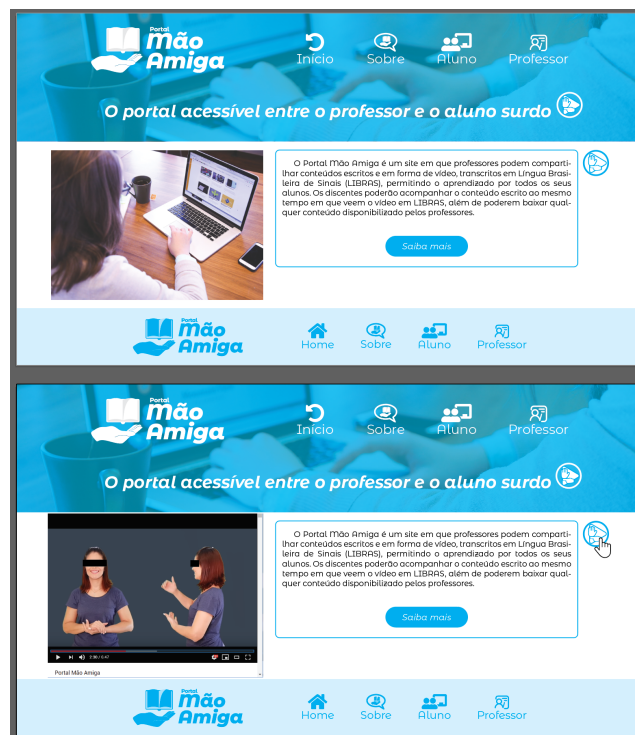 Portal
Mão
Amiga
Início Sobre Aluno Professor
O portal acessível entre o professor e o aluno surdo
O Portal Mão Amiga é um site em que professores podem comparti-
lhar conteúdos escritos e em forma de vídeo, transcritos em Língua Brasi-
leira de Sinais (LIBRAS), permitindo o aprendizado por todos os seus
alunos. Os discentes poderão acompanhar o conteúdo escrito ao mesmo
tempo em que veem o vídeo em LIBRAS, além de poderem baixar qual-
quer conteúdo disponibilizado pelos professores.
Saiba mais
Portal
Mão
Amiga
Home Sobre Aluno Professor
Portal
Mão
Amiga
Início Sobre Aluno Professor
O portal acessível entre o professor e o aluno surdo
O Portal Mão Amiga é um site em que professores podem comparti-
lhar conteúdos escritos e em forma de vídeo, transcritos em Língua Brasi-
leira de Sinais (LIBRAS), permitindo o aprendizado por todos os seus
alunos. Os discentes poderão acompanhar o conteúdo escrito ao mesmo
tempo em que veem o vídeo em LIBRAS, além de poderem baixar qual-
quer conteúdo disponibilizado pelos professores.
Saiba mais
Portal Mão Amiga
Portal
Mão
Amiga
Home Sobre Aluno Professor